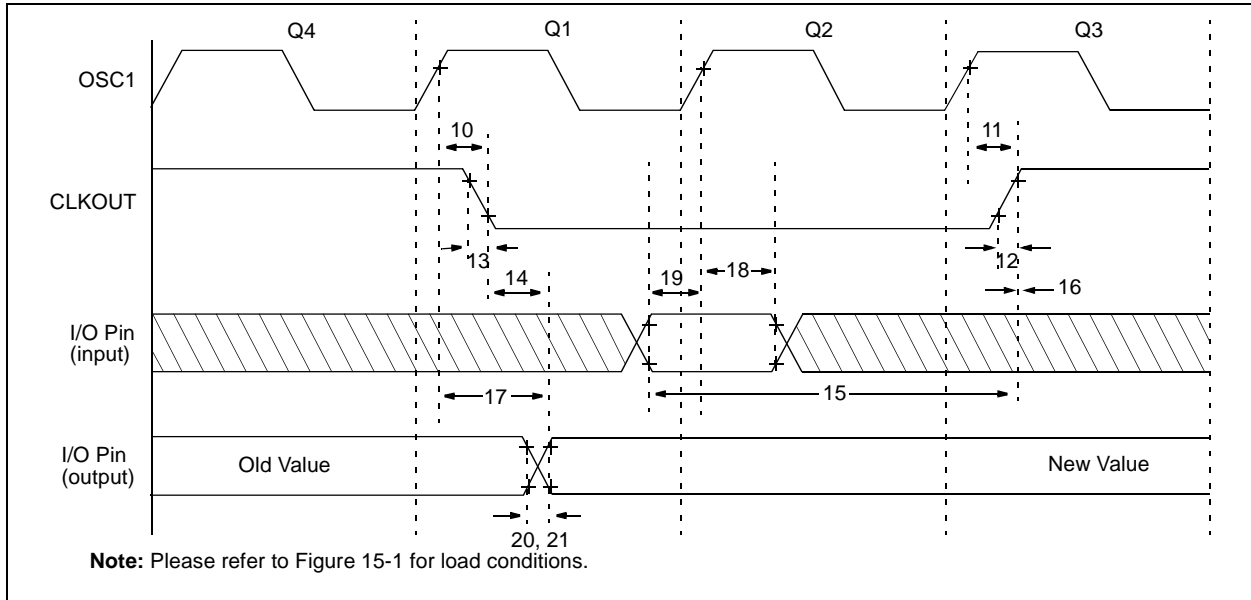 Q4 Q1 Q2 Q3
OSC1
10 11
CLKOUT
13 14 19 18 12 16
I/O Pin
(input)
17 15
I/O Pin
(output)
Old Value New Value
20, 21
Note: Please refer to Figure 15-1 for load conditions.